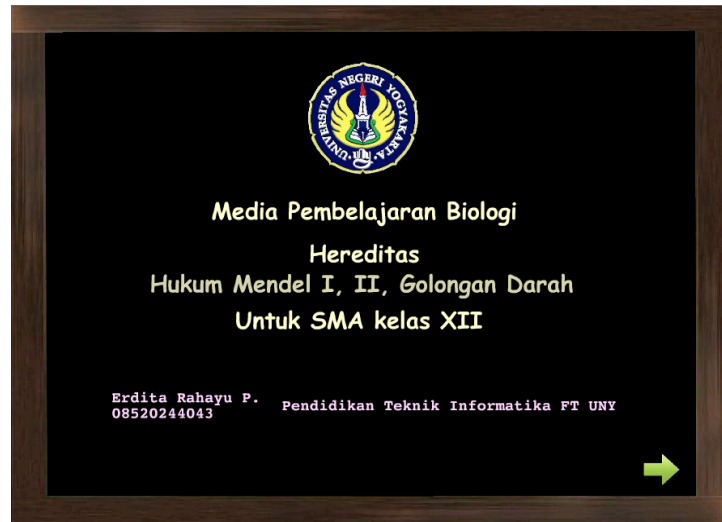 UNIVERSITAS NEGERI YOGYAKARTA
Media Pembelajaran Biologi
Hereditas
Hukum Mendel I, II, Golongan Darah
Untuk SMA kelas XII
Erdita Rahayu P.
08520244043
Pendidikan Teknik Informatika FT UNY